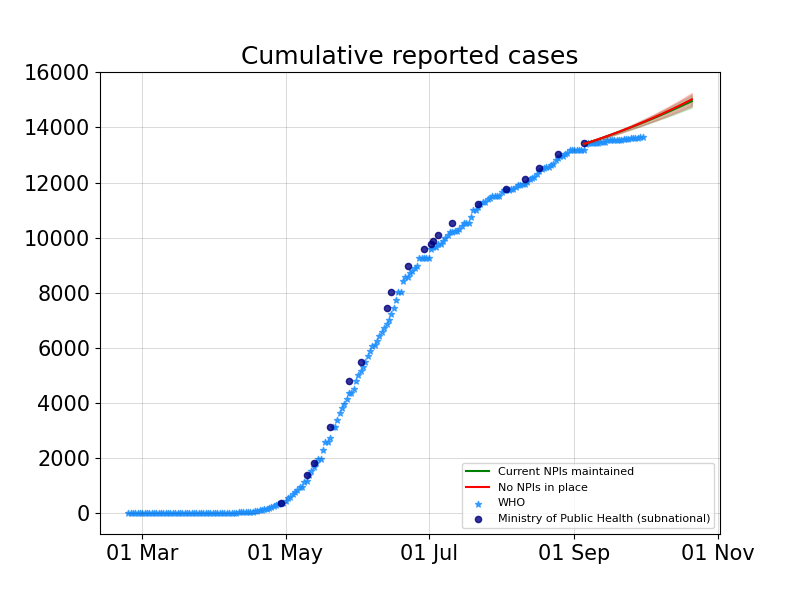 Cumulative reported cases
16000
14000
12000
10000
8000
6000
4000
2000
0
01 Mar
01 May
01 Jul
01 Sep
01 Nov
Current NPIs maintained
No NPIs in place
WHO
Ministry of Public Health (subnational)